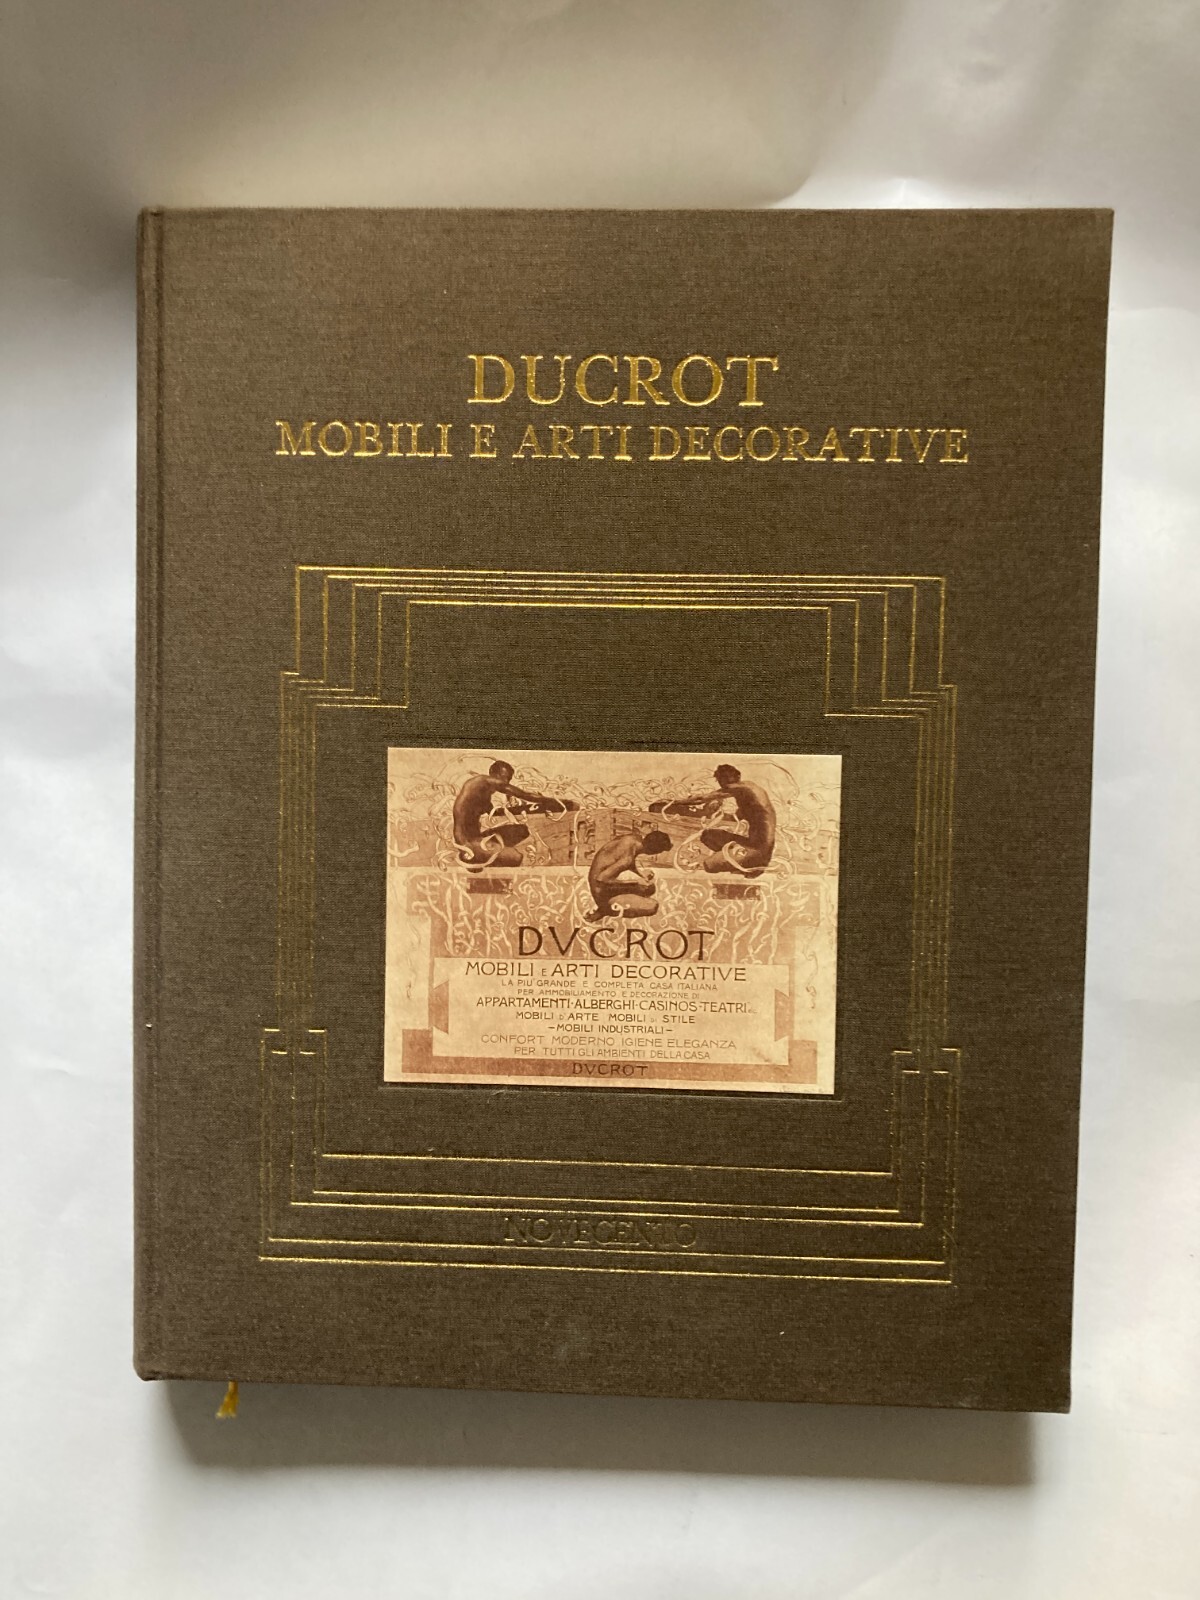 DUCROT
MOBILI E ARTI DECORATIVE
DVCROT
MOBILI E ARTI DECORATIVE
LA PIU GRANDE E COMPLETA CASA ITALIANA
PER AMMOBILIAMENTO E DECORAZIONE DI
APPARTAMENTI·ALBERGHI·CASINOS·TEATRI
MOBILI D'ARTE MOBILI DI STILE
–MOBILI INDUSTRIALI–
CONFORT MODERNO IGIENE ELEGANZA
PER TUTTI GLI AMBIENTI DELLA CASA
DVCROT
NOVECENTO